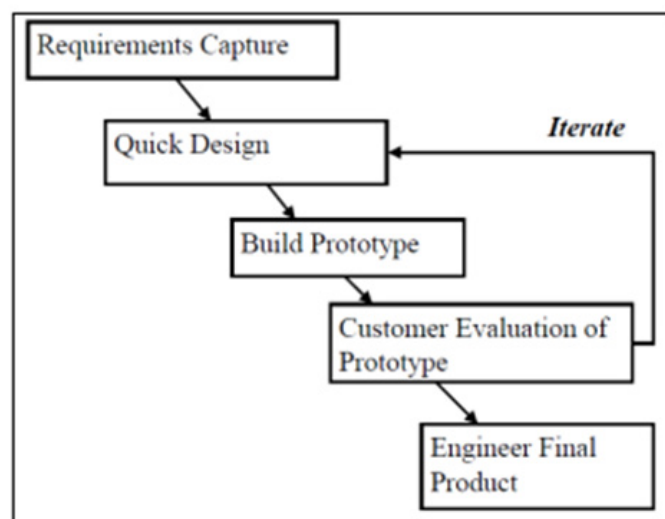 Requirements Capture
Quick Design
Iterate
Build Prototype
Customer Evaluation of
Prototype
Engineer Final
Product